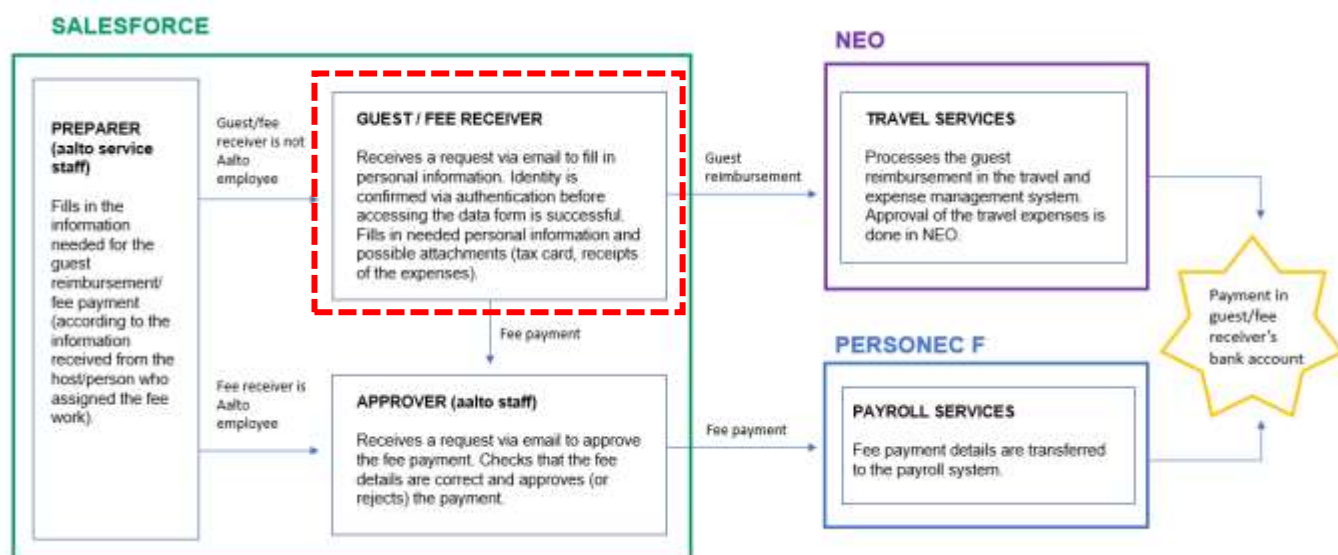 SALESFORCE
PREPARER
(aalto service
staff)
Fills in the
information
needed for the
guest
reimbursement/
fee payment
(according to the
information
received from the
host/person who
assigned the fee
work).
Guest/fee
receiver is not
Aalto
employee
Fee receiver is
Aalto
employee
GUEST / FEE RECEIVER
Receives a request via email to fill in
personal information. Identity is
confirmed via authentication before
accessing the data form is successful.
Fills in needed personal information and
possible attachments (tax card, receipts
of the expenses).
Fee payment
APPROVER (aalto staff)
Receives a request via email to approve
the fee payment. Checks that the fee
details are correct and approves (or
rejects) the payment.
Guest
reimbursement
Fee payment
NEO
TRAVEL SERVICES
Processes the guest
reimbursement in the travel and
expense management system.
Approval of the travel expenses is
done in NEO.
PERSONEC F
PAYROLL SERVICES
Fee payment details are transferred
to the payroll system.
Payment in
guest/fee
receiver's
bank account